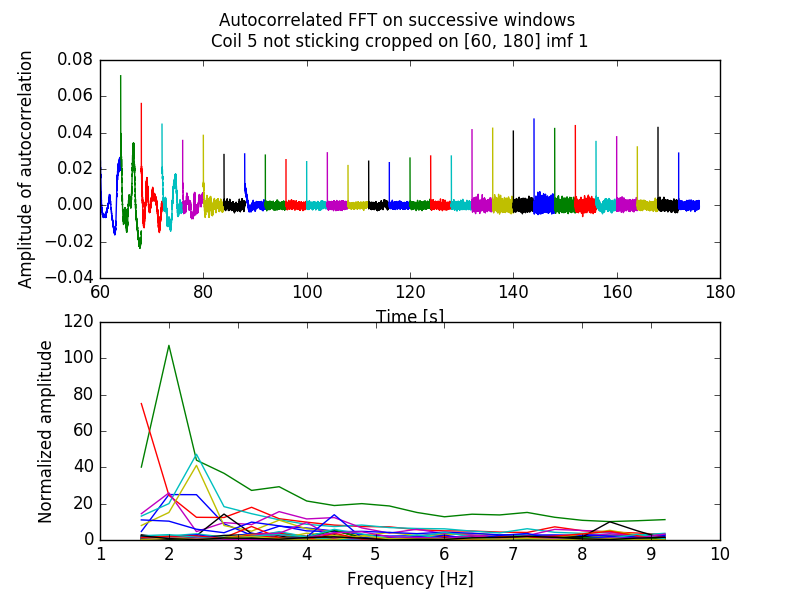 Autocorrelated FFT on successive windows
Coil 5 not sticking cropped on [60, 180] imf 1
Amplitude of autocorrelation
0.08
0.06
0.04
0.02
0.00
−0.02
−0.04
60 80 100 120 140 160 180
Time [s]
Normalized amplitude
120
100
80
60
40
20
0
1 2 3 4 5 6 7 8 9 10
Frequency [Hz]